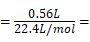 = 0.56L / 22.4L/mol =